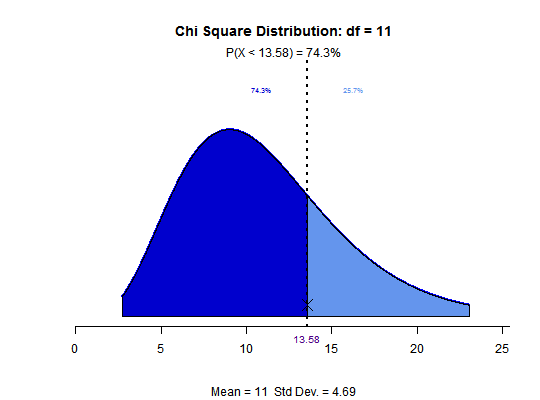 Chi Square Distribution: df = 11
P(X < 13.58) = 74.3%
74.3% 25.7%
0 5 10 15 20 25
13.58
Mean = 11 Std Dev. = 4.69